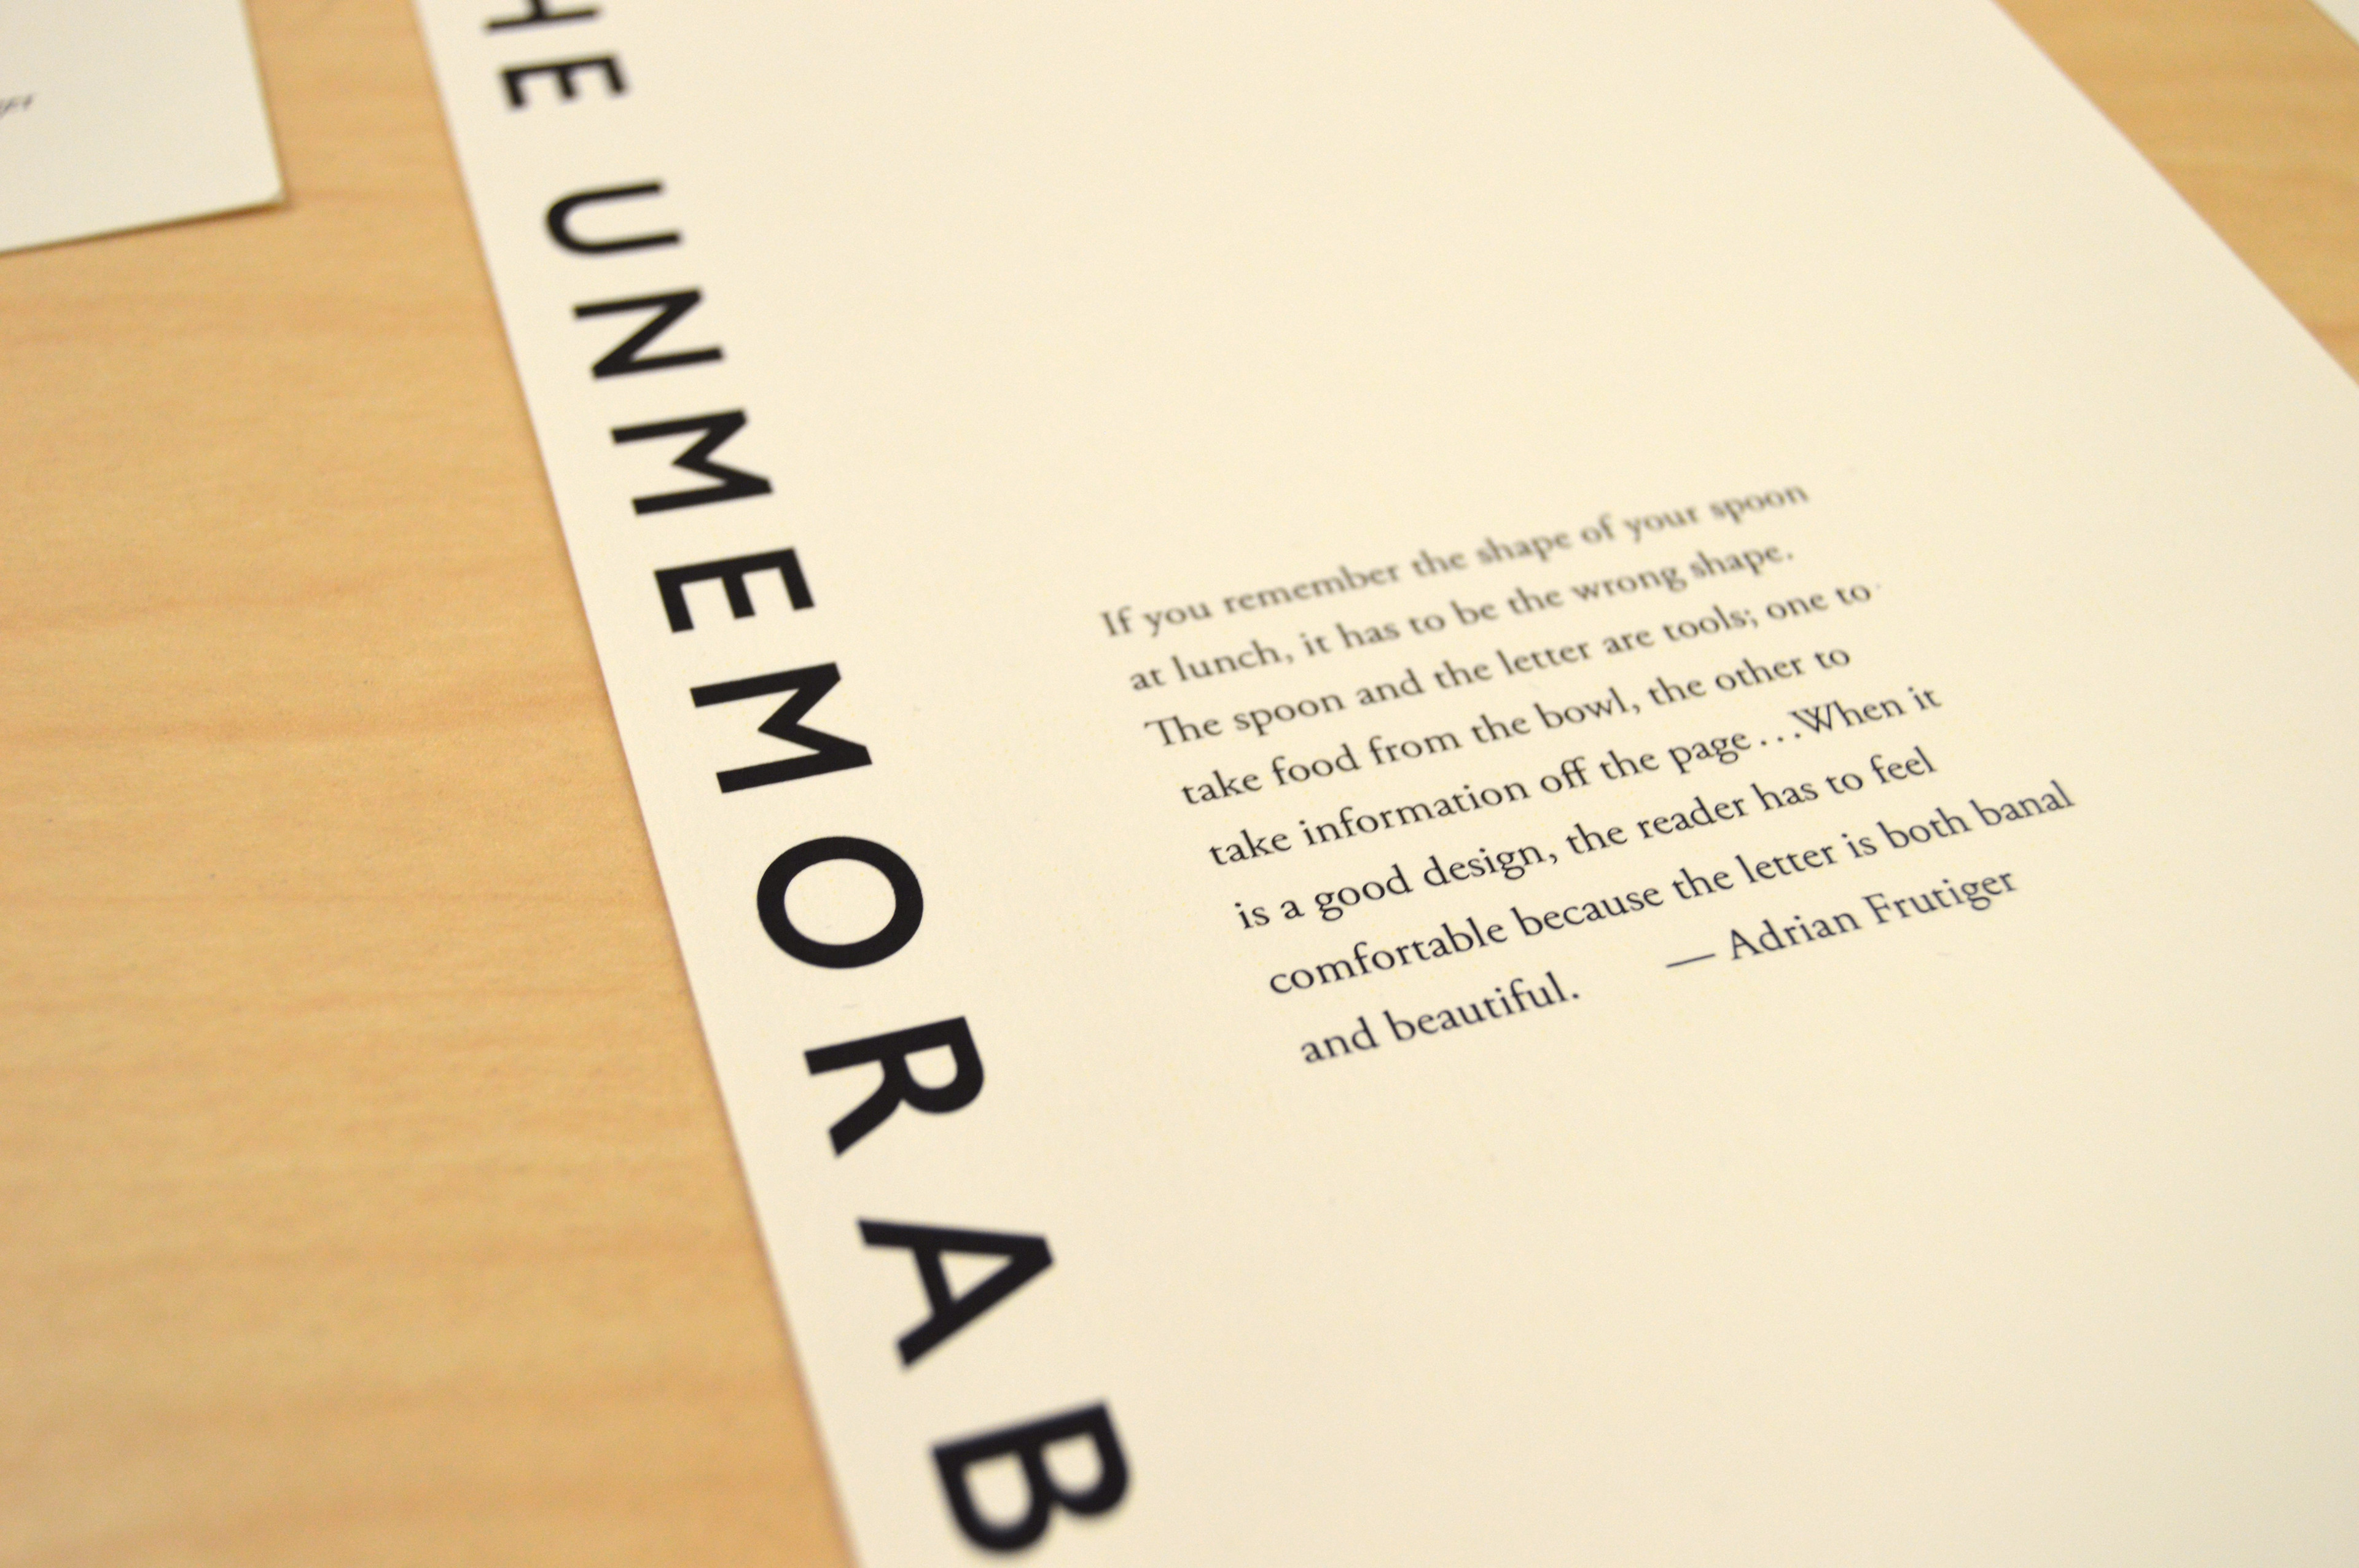 HE UNMEMORAB
If you remember the shape of your spoon
at lunch, it has to be the wrong shape.
The spoon and the letter are tools; one to
take food from the bowl, the other to
take information off the page…When it
is a good design, the reader has to feel
comfortable because the letter is both banal
and beautiful. — Adrian Frutiger